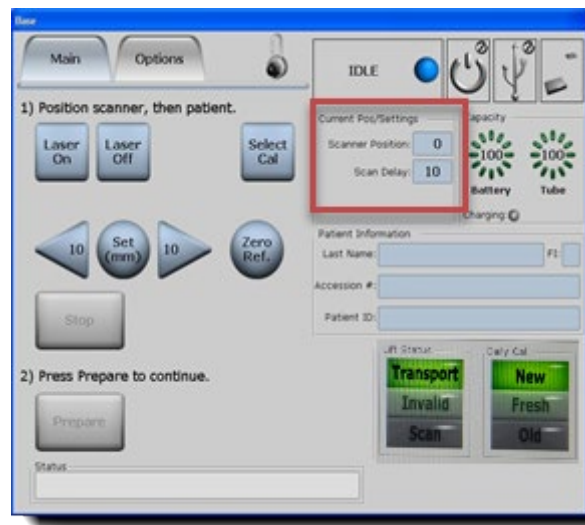 Base
Main
Options
IDLE
1) Position scanner, then patient.
Laser On
Laser Off
Select Cal
Current Pos/Settings
Scanner Position: 0
Scan Delay: 10
Capacity
100
100
Battery
Tube
Charging
10
Set (mm)
10
Zero Ref.
Patient Information
Last Name:
FI:
Accession #:
Patient ID:
Stop
Lift Status
Transport
Invalid
Scan
Daily Cal
New
Fresh
Old
2) Press Prepare to continue.
Prepare
Status